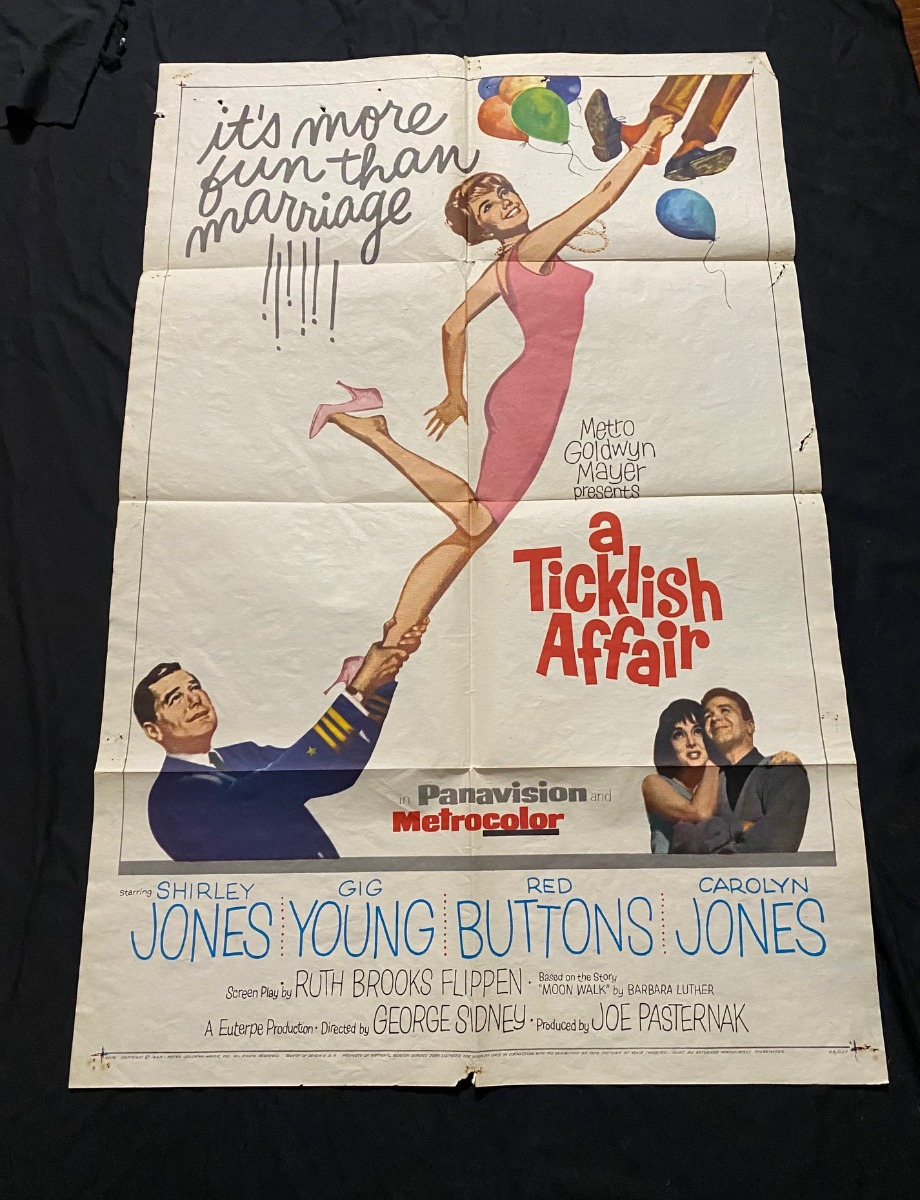 it's more
fun than
marriage
!!!!!!
Metro
Goldwyn
Mayer
presents
a
Ticklish
Affair
in Panavision and
Metrocolor
Starring SHIRLEY JONES
GIG YOUNG
RED BUTTONS
CAROLYN JONES
Screen Play by RUTH BROOKS FLIPPEN · Based on the Story
"MOON WALK" by BARBARA LUTHER
A Euterpe Production · Directed by GEORGE SIDNEY · Produced by JOE PASTERNAK
63/227